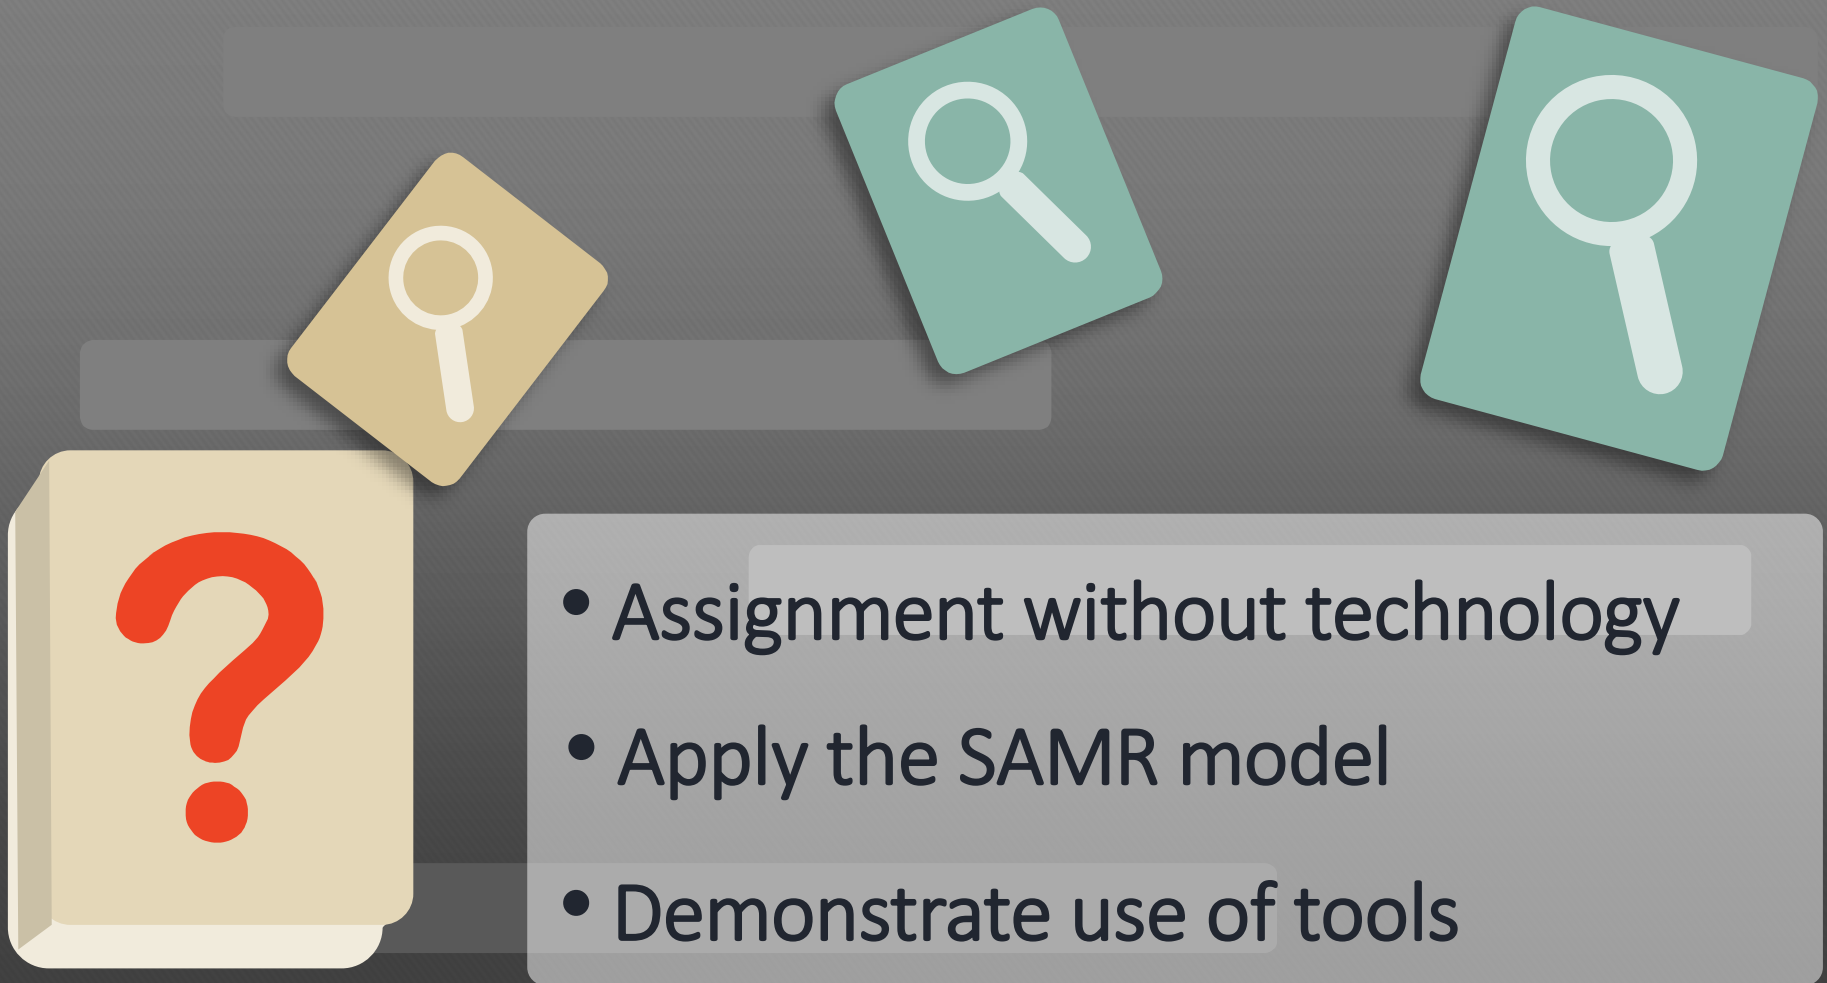 ?
• Assignment without technology
• Apply the SAMR model
• Demonstrate use of tools